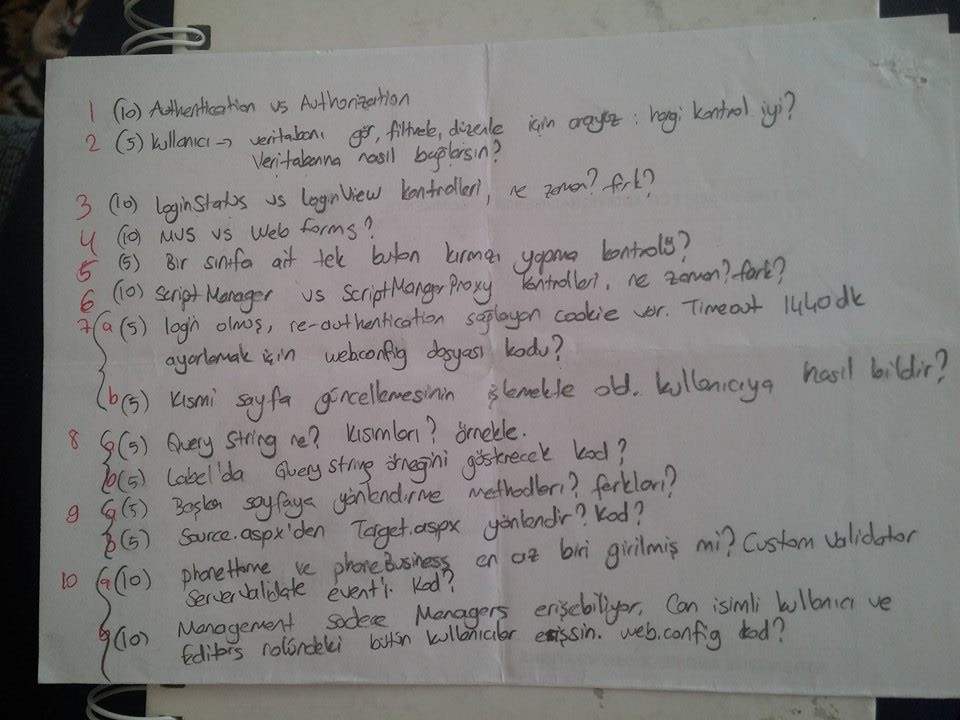 1 (10) Authentication vs Authorization
2 (5) kullanıcı → veritabanı gör, filtrele, düzenle için arayüz : hangi kontrol iyi?
Veritabanına nasıl bağlarsın?
3 (10) loginStatus vs loginView kontrolleri, ne zaman? fark?
4 (10) MVS vs Web forms?
5 (5) Bir sınıfa ait tek buton kırmızı yapma kontrolü?
6 (10) Script Manager vs ScriptMangerProxy kontrolleri, ne zaman? fark?
7 a (5) login olmuş, re-authentication sağlayan cookie var. Timeout 1440 dk
ayarlamak için webconfig dosyası kodu?
b (5) Kısmi sayfa güncellemesinin işlemekte old. kullanıcıya nasıl bildir?
8 a (5) Query String ne? kısımları? örnekle.
b (5) Label'da Query string örneğini gösterecek kod?
9 a (5) Başka sayfaya yönlendirme methodları? farkları?
b (5) Source.aspx'den Target.aspx yönlendir? Kod?
10 a (10) phoneHome ve phoneBusiness en az biri girilmiş mi? Custom validator
Servervalidate event'i. Kod?
b (10) Management sadece Managers erişebiliyor, Can isimli kullanıcı ve
Editors rolündeki bütün kullanıcılar erişsin. web.config kod?